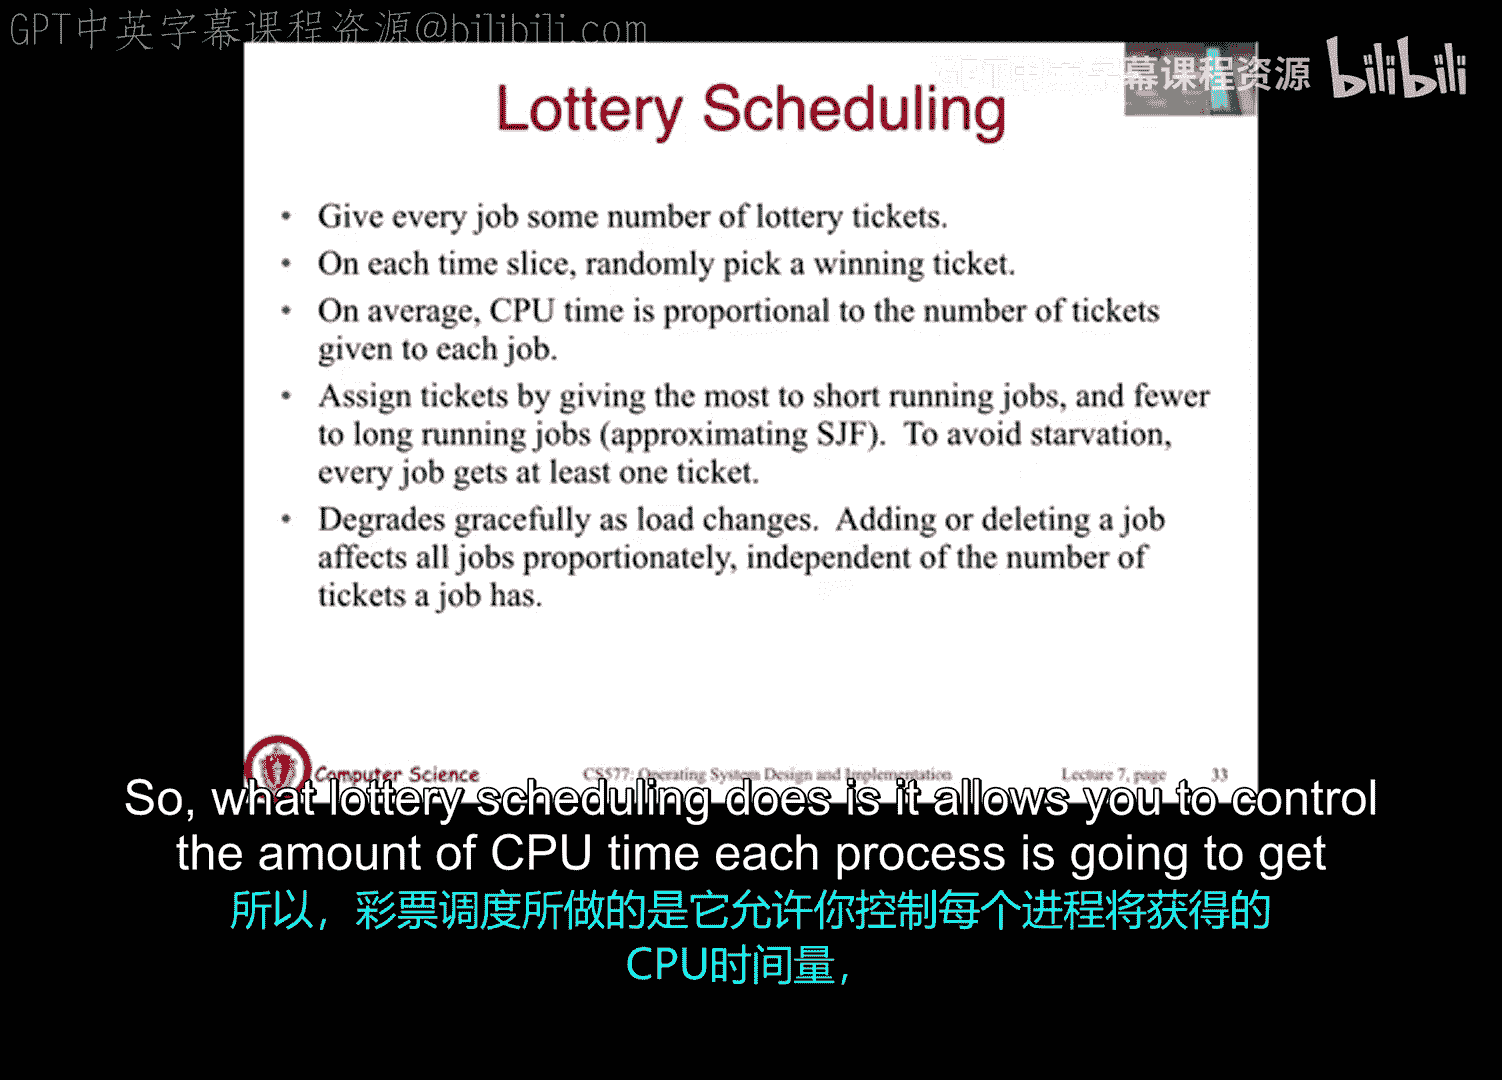 GPT中英字幕课程资源@bilibili.com
字幕课程资源 bilibili
Lottery Scheduling
• Give every job some number of lottery tickets.
• On each time slice, randomly pick a winning ticket.
• On average, CPU time is proportional to the number of tickets
given to each job.
• Assign tickets by giving the most to short running jobs, and fewer
to long running jobs (approximating SJF). To avoid starvation,
every job gets at least one ticket.
• Degrades gracefully as load changes. Adding or deleting a job
affects all jobs proportionately, independent of the number of
tickets a job has.
Computer Science CS577: Operating System Design and Implementation Lecture 7, page 33
So, what lottery scheduling does is it allows you to control
the amount of CPU time each process is going to get
所以，彩票调度所做的是它允许你控制每个进程将获得的
CPU时间量，